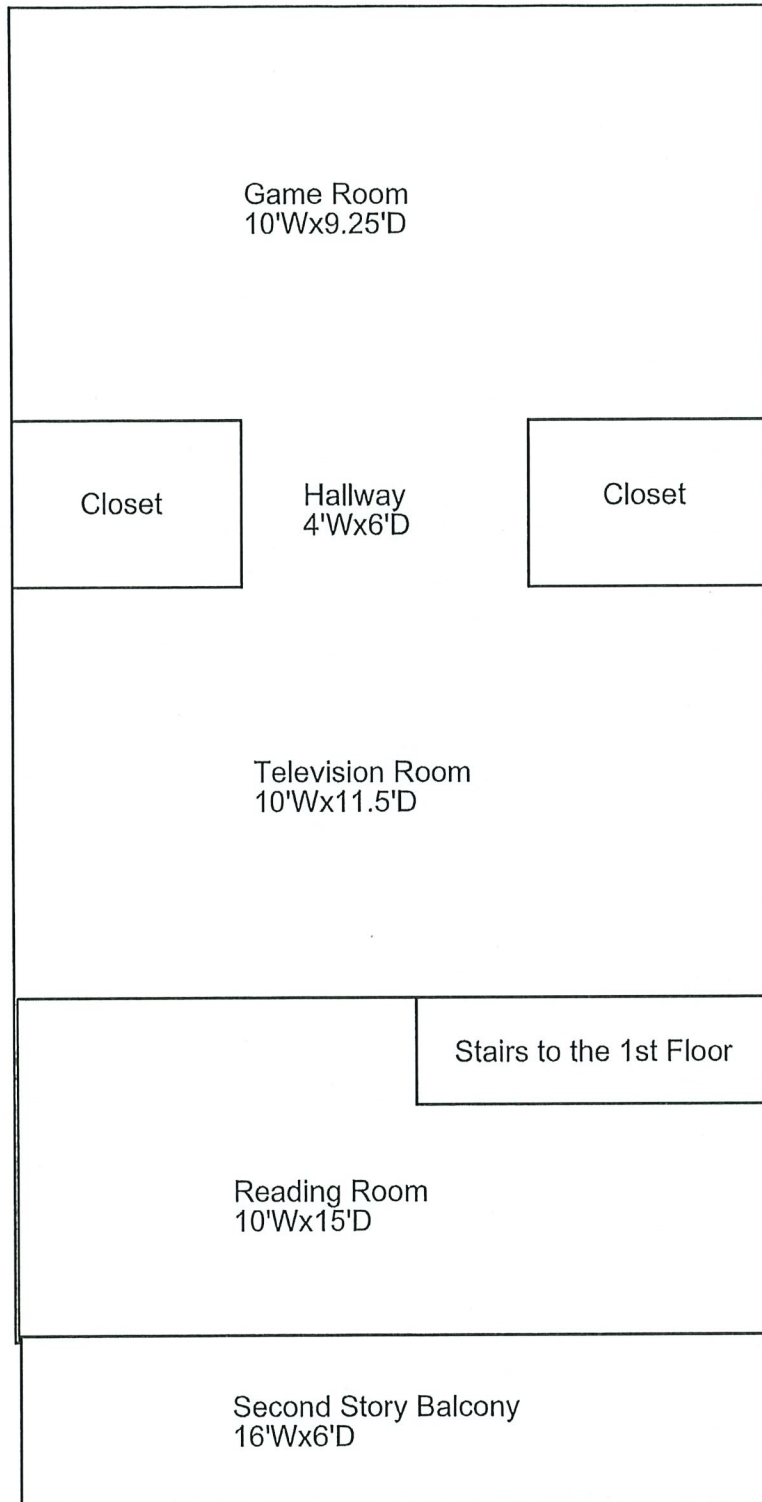 Game Room
10'Wx9.25'D
Closet
Hallway
4'Wx6'D
Closet
Television Room
10'Wx11.5'D
Stairs to the 1st Floor
Reading Room
10'Wx15'D
Second Story Balcony
16'Wx6'D